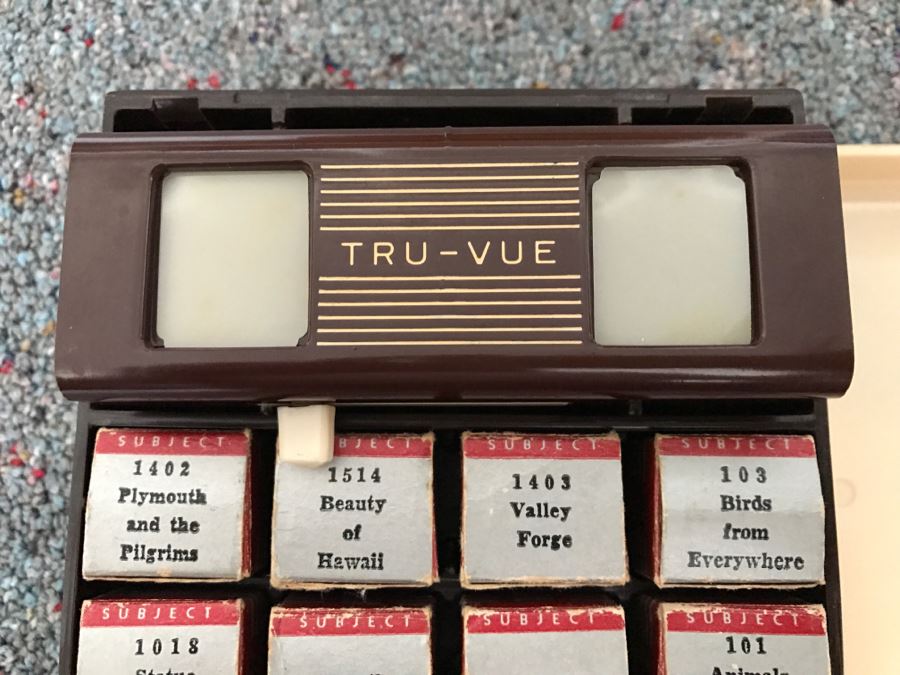 TRU-VUE
SUBJECT
1402
Plymouth
and the
Pilgrims
SUBJECT
1514
Beauty
of
Hawaii
SUBJECT
1403
Valley
Forge
SUBJECT
103
Birds
from
Everywhere
SUBJECT
1018
SUBJECT
SUBJECT
SUBJECT
101
Animals